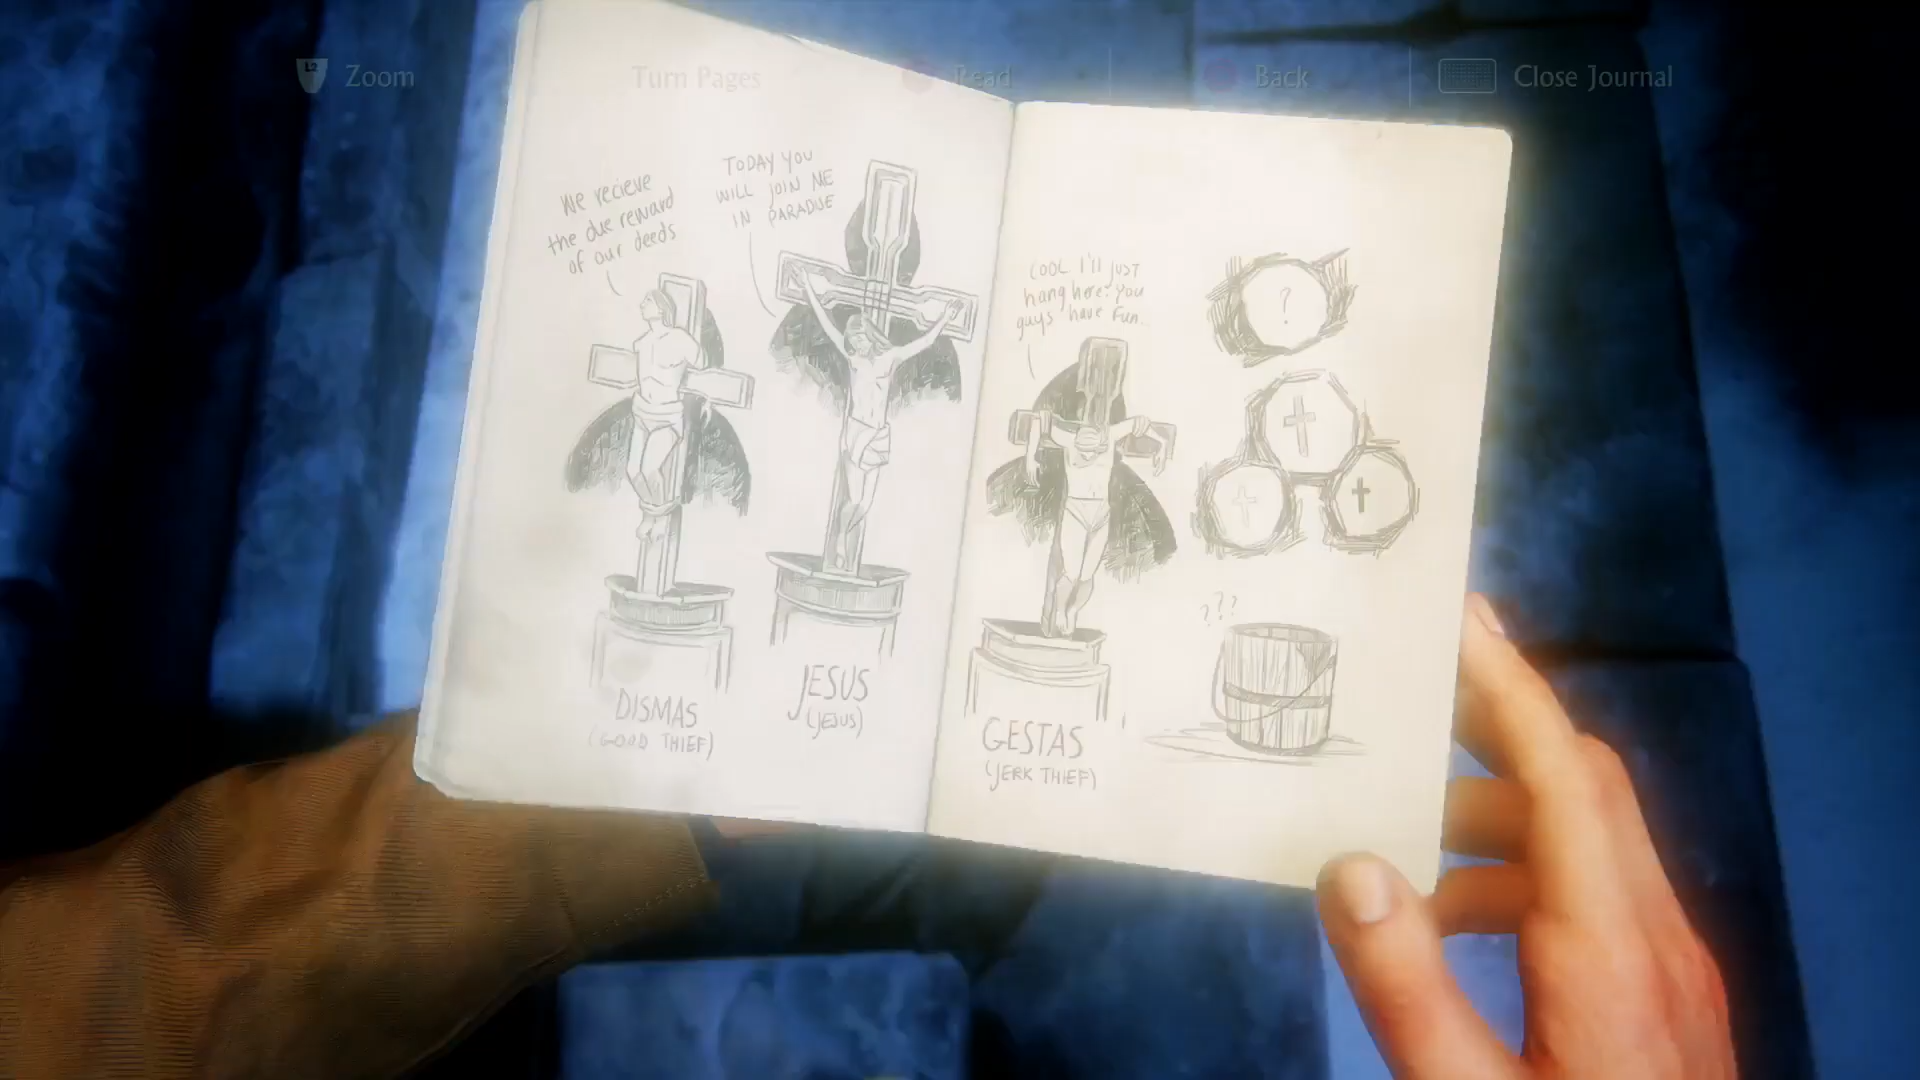 L2 Zoom
Turn Pages
Read
Back
Close Journal
We recieve
the due reward
of our deeds
TODAY YOU
WILL JOIN ME
IN PARADISE
COOL I'll JUST
hang here. You
guys have fun..
?
???
DISMAS
(GOOD THIEF)
JESUS
(JESUS)
GESTAS
(JERK THIEF)